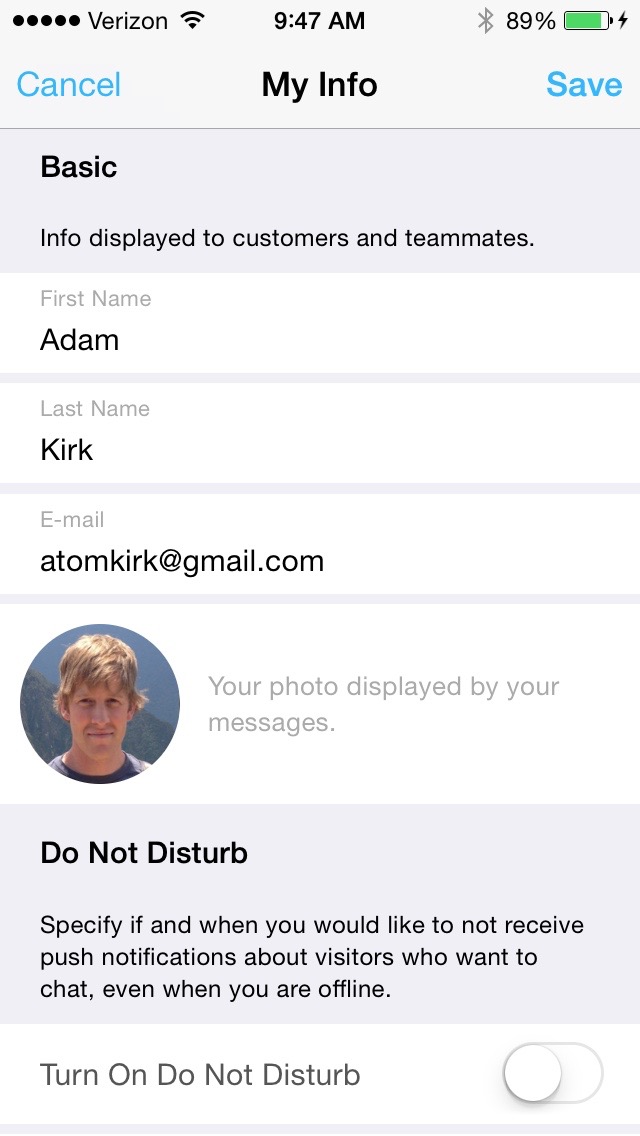 Verizon 9:47 AM 89%
Cancel My Info Save
Basic
Info displayed to customers and teammates.
First Name
Adam
Last Name
Kirk
E-mail
atomkirk@gmail.com
Your photo displayed by your
messages.
Do Not Disturb
Specify if and when you would like to not receive
push notifications about visitors who want to
chat, even when you are offline.
Turn On Do Not Disturb